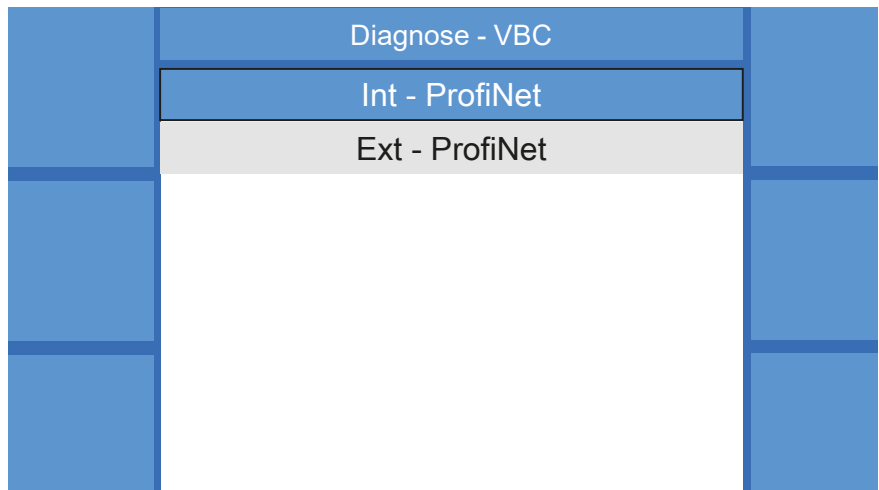 Diagnose - VBC
Int - ProfiNet
Ext - ProfiNet